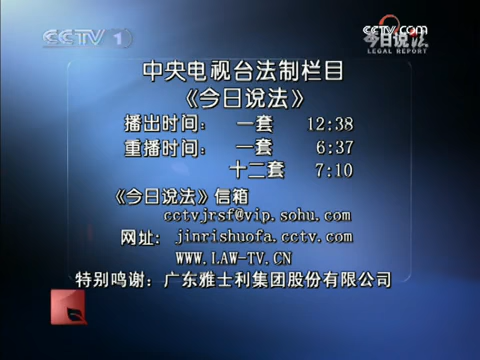 CCTV 1
cctv.com
今日说法
LEGAL REPORT
中央电视台法制栏目
《今日说法》
播出时间： 一套 12:38
重播时间： 一套 6:37
十二套 7:10
《今日说法》信箱
cctvjrsf@vip.sohu.com
网址: jinrishuofa.cctv.com
WWW.LAW-TV.CN
特别鸣谢: 广东雅士利集团股份有限公司